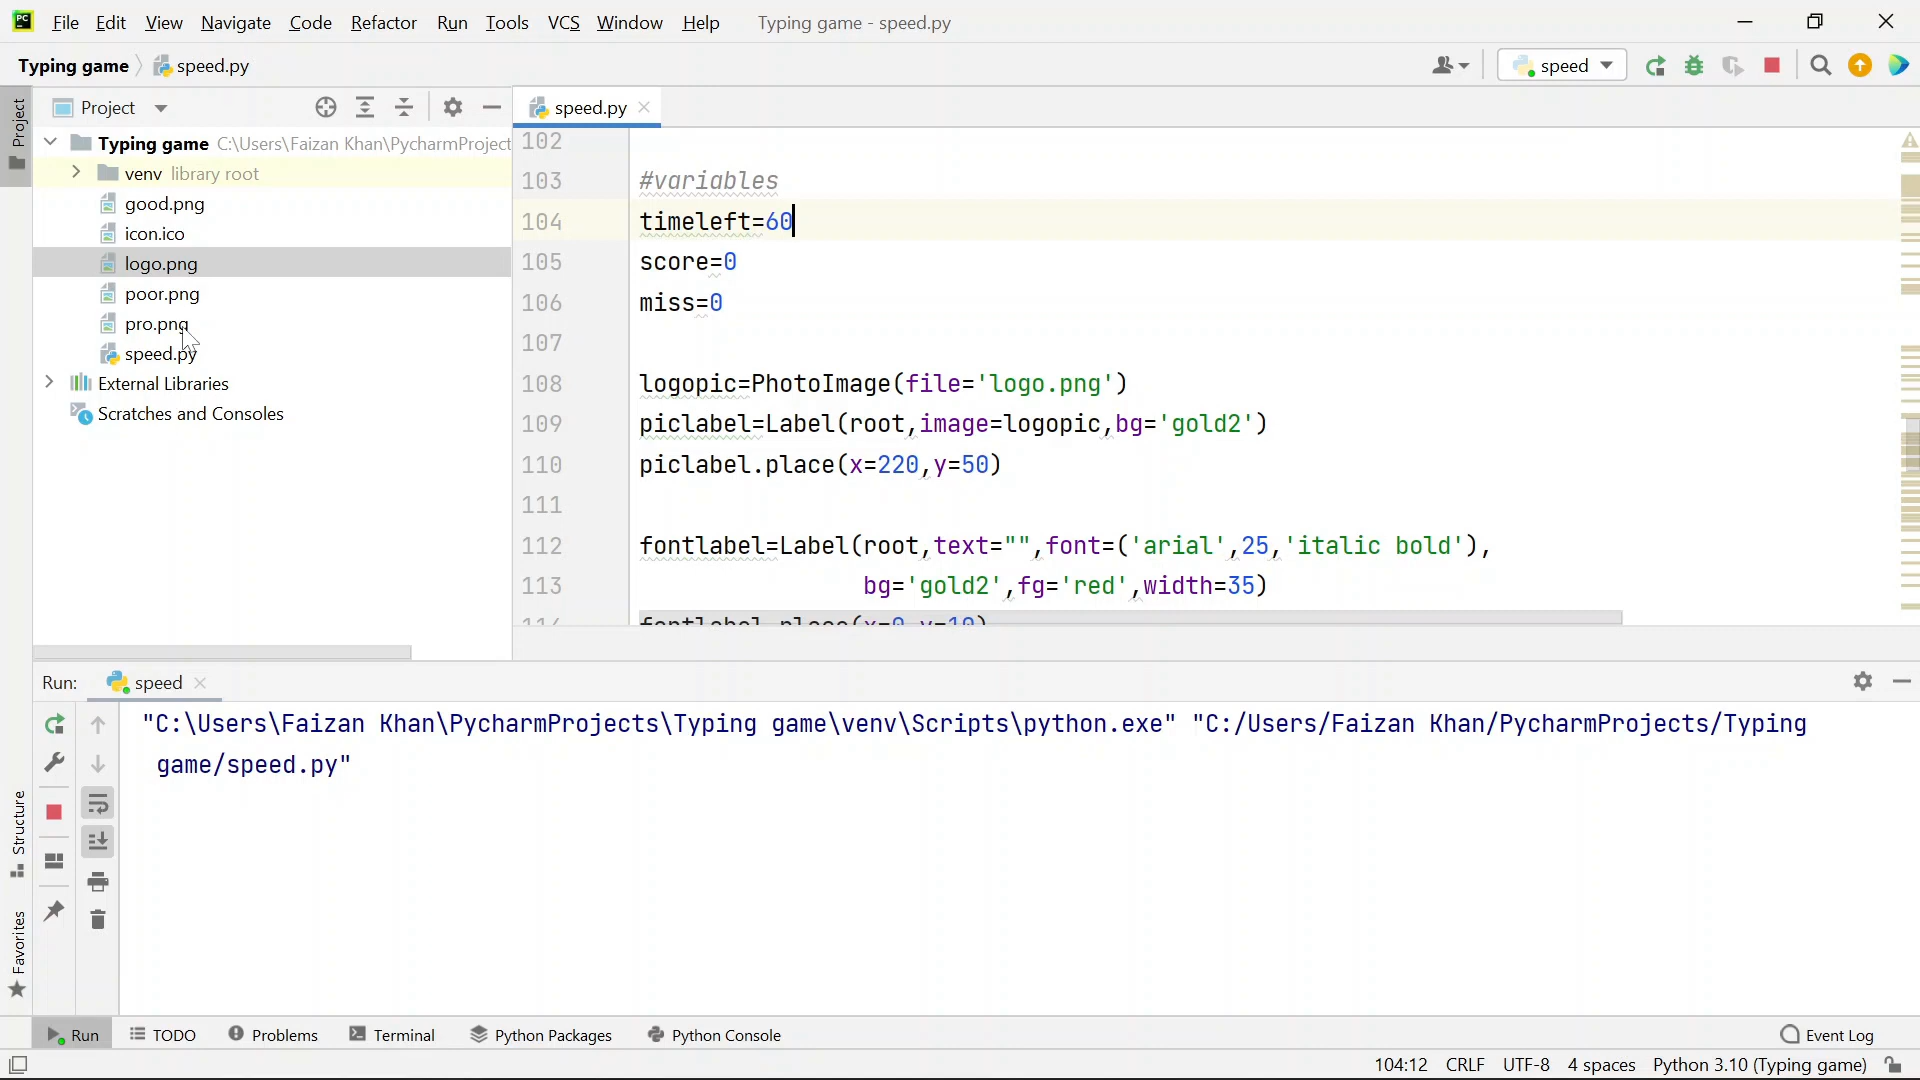 File Edit View Navigate Code Refactor Run Tools VCS Window Help Typing game - speed.py
Typing game speed.py speed
Project speed.py
Project
Typing game C:\Users\Faizan Khan\PycharmProject
venv library root
good.png
icon.ico
logo.png
poor.png
pro.png
speed.py
External Libraries
Scratches and Consoles
102
103 #variables
104 timeleft=60
105 score=0
106 miss=0
107
108 logopic=PhotoImage(file='logo.png')
109 piclabel=Label(root,image=logopic,bg='gold2')
110 piclabel.place(x=220,y=50)
111
112 fontlabel=Label(root,text="",font=('arial',25,'italic bold'),
113 bg='gold2',fg='red',width=35)
114 fontlabel.place(x=0,y=10)
Run: speed
"C:\Users\Faizan Khan\PycharmProjects\Typing game\venv\Scripts\python.exe" "C:/Users/Faizan Khan/PycharmProjects/Typing
game/speed.py"
Structure
Favorites
Run TODO Problems Terminal Python Packages Python Console Event Log
104:12 CRLF UTF-8 4 spaces Python 3.10 (Typing game)